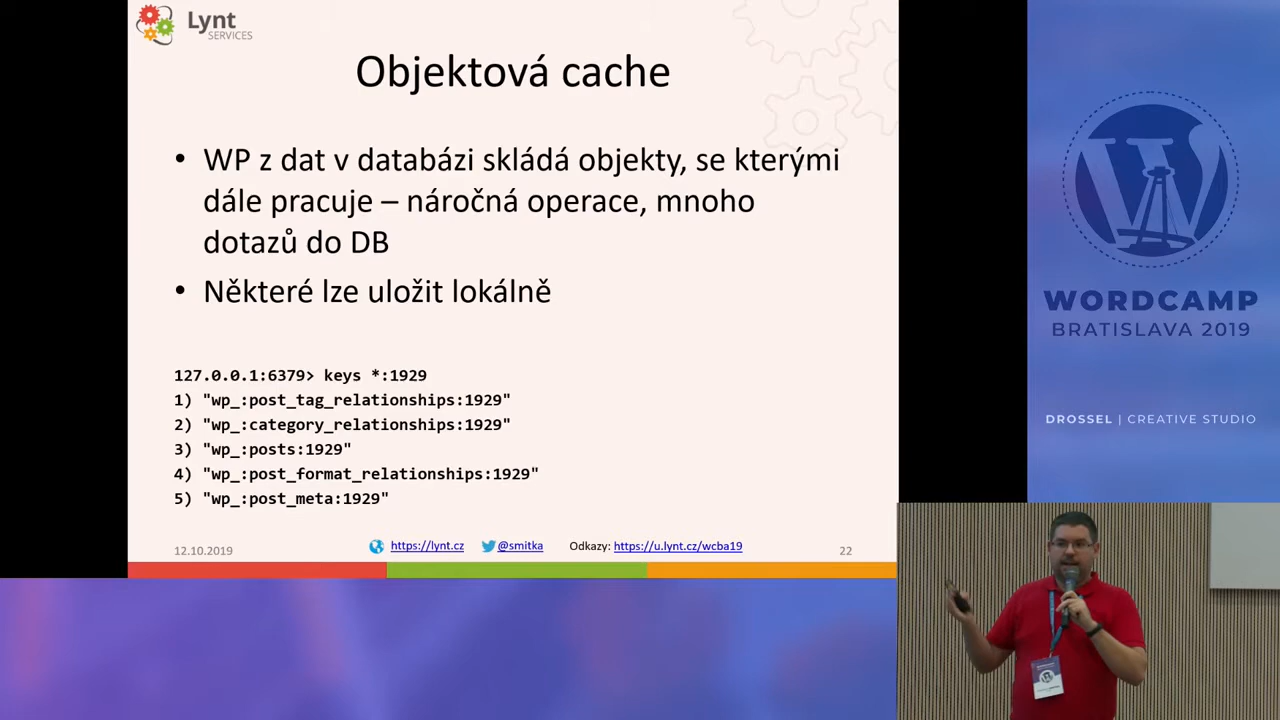 Lynt
SERVICES
Objektová cache
• WP z dat v databázi skládá objekty, se kterými
dále pracuje – náročná operace, mnoho
dotazů do DB
• Některé lze uložit lokálně
127.0.0.1:6379> keys *:1929
1) "wp_:post_tag_relationships:1929"
2) "wp_:category_relationships:1929"
3) "wp_:posts:1929"
4) "wp_:post_format_relationships:1929"
5) "wp_:post_meta:1929"
12.10.2019
https://lynt.cz
@smitka
Odkazy: https://u.lynt.cz/wcba19
22
WORDCAMP
BRATISLAVA 2019
DROSSEL | CREATIVE STUDIO